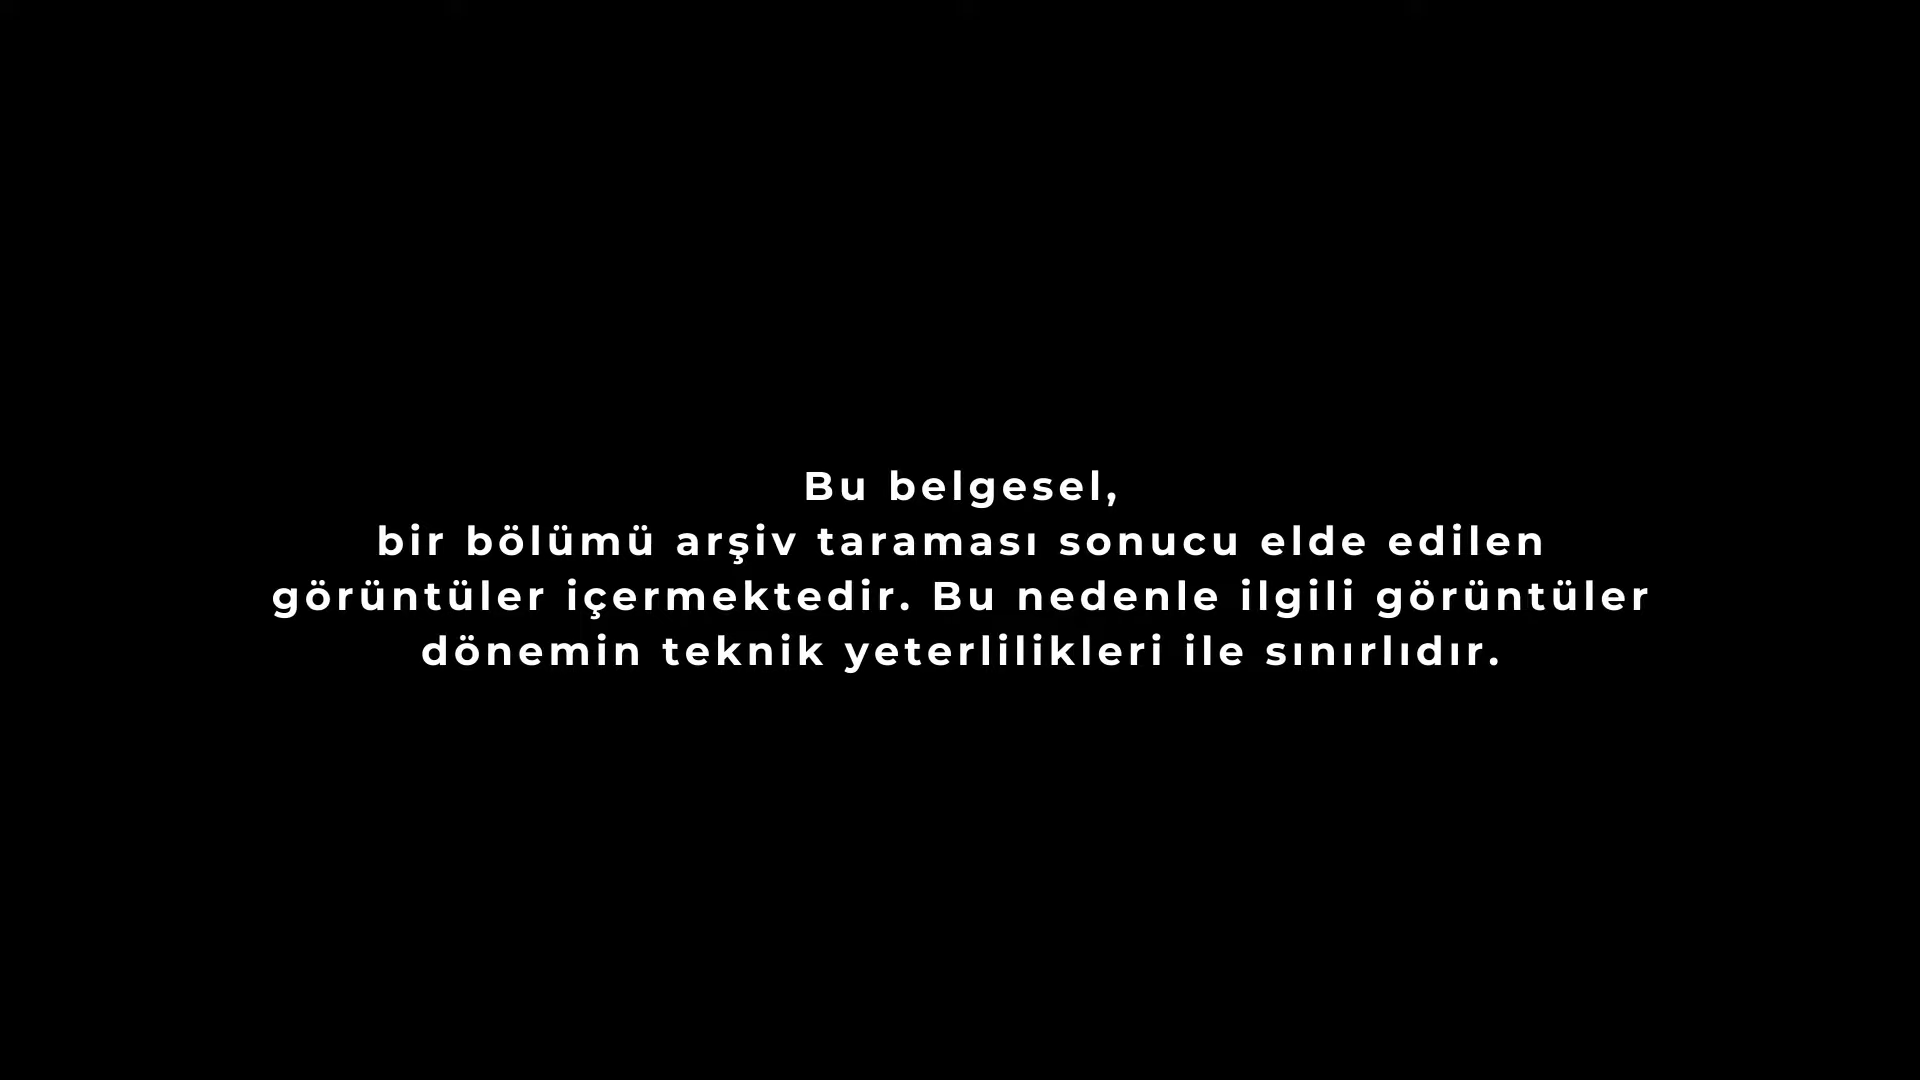 Bu belgesel,
bir bölümü arşiv taraması sonucu elde edilen
görüntüler içermektedir. Bu nedenle ilgili görüntüler
dönemin teknik yeterlilikleri ile sınırlıdır.